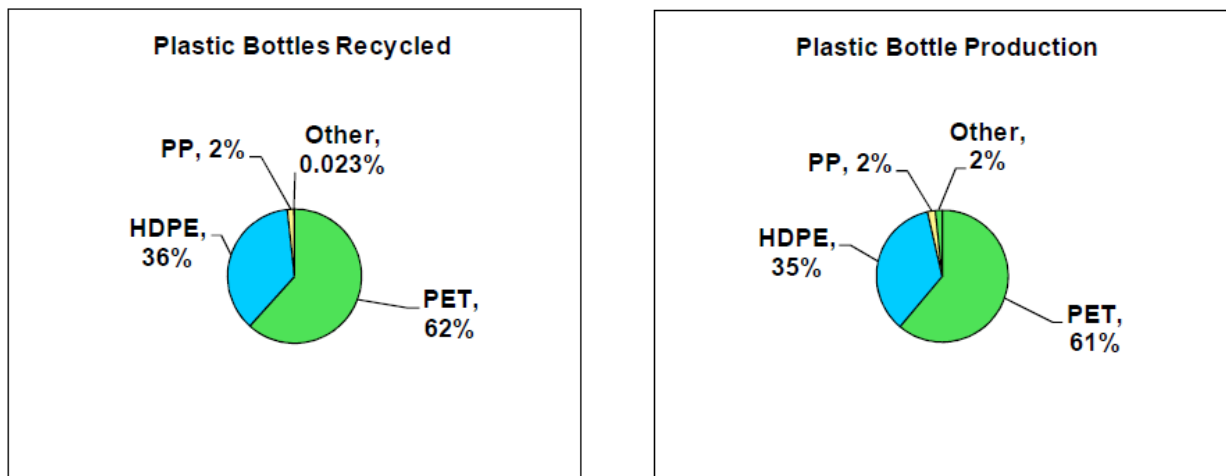 Plastic Bottles Recycled
Other,
0.023%
PP, 2%
HDPE,
36%
PET,
62%
Plastic Bottle Production
Other,
2%
PP, 2%
HDPE,
35%
PET,
61%